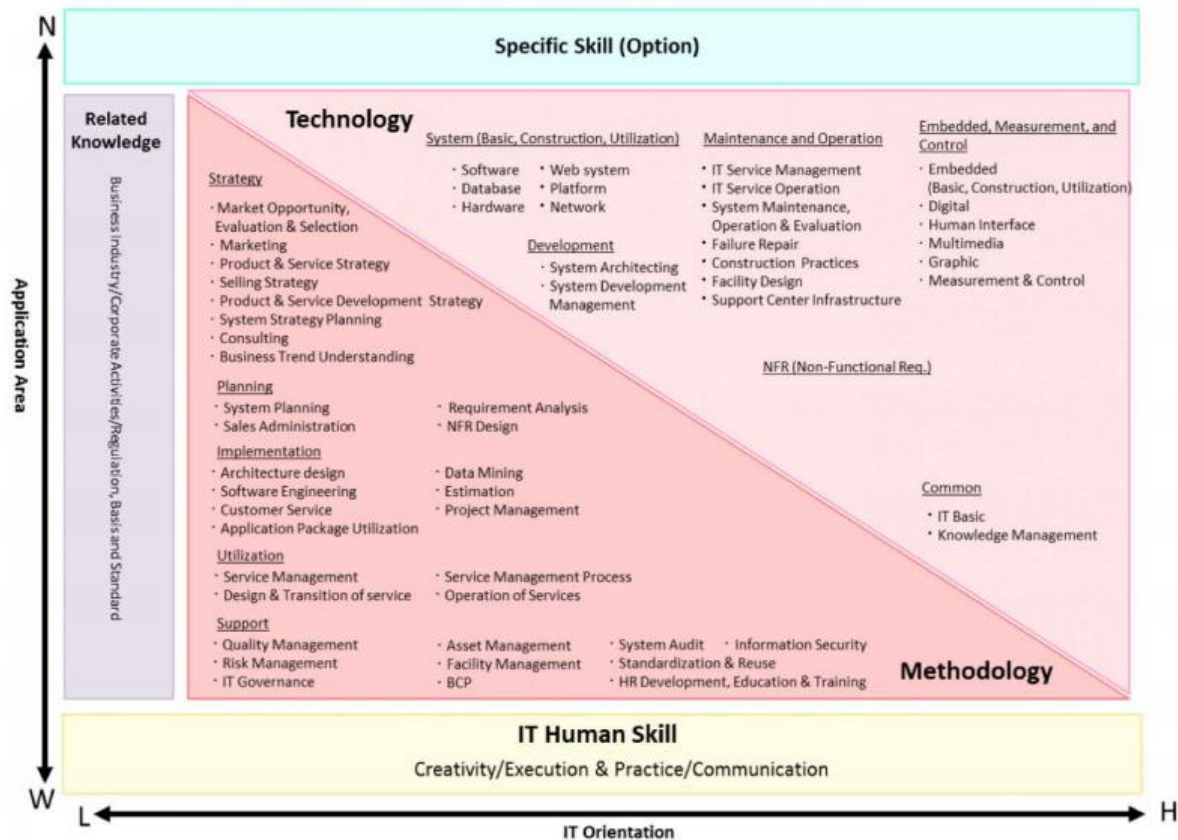 N
Specific Skill (Option)
Related
Knowledge
Business Industry/Corporate Activities/Regulation, Basis and Standard
Application Area
Technology
System (Basic, Construction, Utilization)
· Software
· Database
· Hardware
· Web system
· Platform
· Network
Development
· System Architecting
· System Development
Management
Maintenance and Operation
· IT Service Management
· IT Service Operation
· System Maintenance,
Operation & Evaluation
· Failure Repair
· Construction Practices
· Facility Design
· Support Center Infrastructure
Embedded, Measurement, and
Control
· Embedded
(Basic, Construction, Utilization)
· Digital
· Human Interface
· Multimedia
· Graphic
· Measurement & Control
NFR (Non-Functional Req.)
Common
· IT Basic
· Knowledge Management
Strategy
· Market Opportunity,
Evaluation & Selection
· Marketing
· Product & Service Strategy
· Selling Strategy
· Product & Service Development Strategy
· System Strategy Planning
· Consulting
· Business Trend Understanding
Planning
· System Planning
· Sales Administration
· Requirement Analysis
· NFR Design
Implementation
· Architecture design
· Software Engineering
· Customer Service
· Application Package Utilization
· Data Mining
· Estimation
· Project Management
Utilization
· Service Management
· Design & Transition of service
· Service Management Process
· Operation of Services
Support
· Quality Management
· Risk Management
· IT Governance
· Asset Management
· Facility Management
· BCP
· System Audit · Information Security
· Standardization & Reuse
· HR Development, Education & Training
Methodology
IT Human Skill
Creativity/Execution & Practice/Communication
W
L
IT Orientation
H